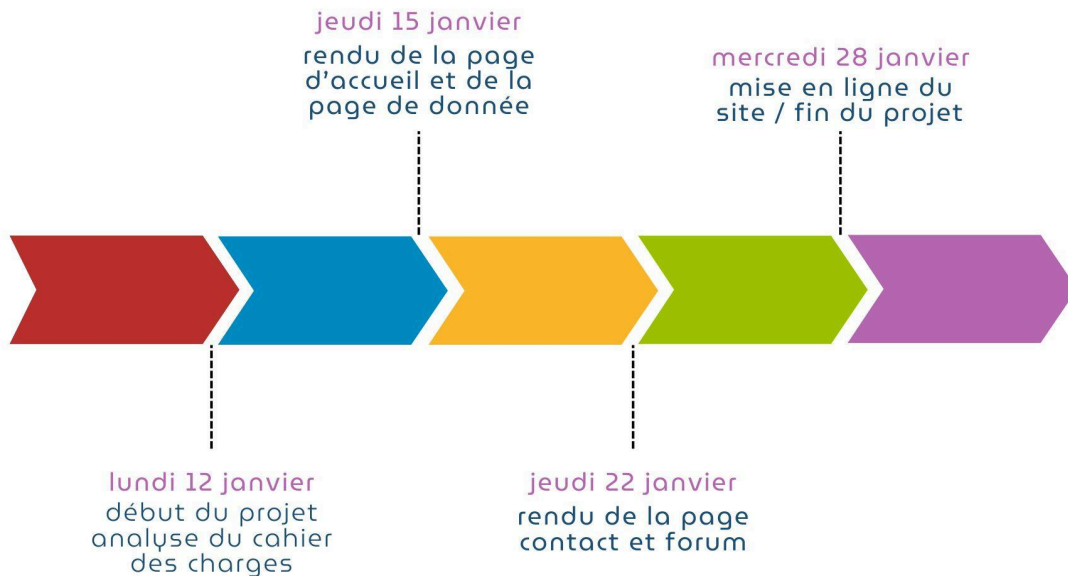 jeudi 15 janvier
rendu de la page
d'accueil et de la
page de donnée
mercredi 28 janvier
mise en ligne du
site / fin du projet
lundi 12 janvier
début du projet
analyse du cahier
des charges
jeudi 22 janvier
rendu de la page
contact et forum